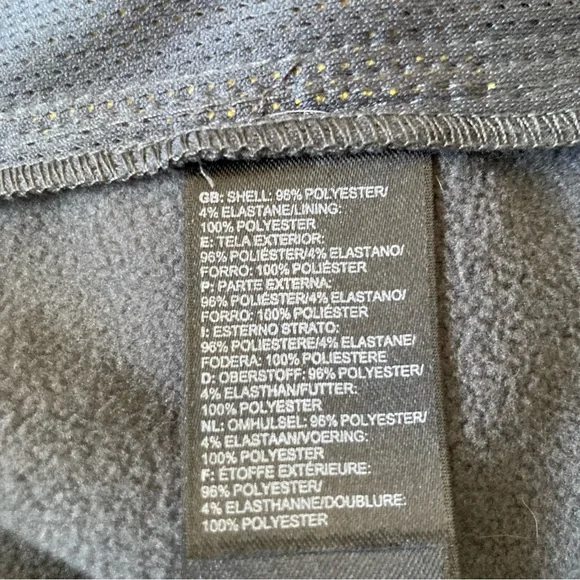 GB: SHELL: 96% POLYESTER/
4% ELASTANE/LINING:
100% POLYESTER
E: TELA EXTERIOR:
96% POLIÉSTER/4% ELASTANO/
FORRO: 100% POLIÉSTER
P: PARTE EXTERNA:
96% POLIÉSTER/4% ELASTANO/
FORRO: 100% POLIÉSTER
I: ESTERNO STRATO:
96% POLIESTERE/4% ELASTANE/
FODERA: 100% POLIESTERE
D: OBERSTOFF: 96% POLYESTER/
4% ELASTHAN/FUTTER:
100% POLYESTER
NL: OMHULSEL: 96% POLYESTER/
4% ELASTAAN/VOERING:
100% POLYESTER
F: ÉTOFFE EXTÉRIEURE:
96% POLYESTER/
4% ELASTHANNE/DOUBLURE:
100% POLYESTER